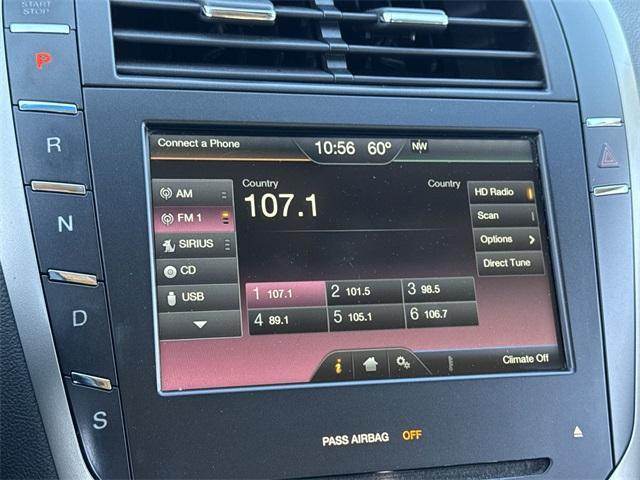 START
STOP
P
R
N
D
S
Connect a Phone
10:56 60° NW
AM
FM 1
SIRIUS
CD
USB
Country
107.1
Country
HD Radio
Scan
Options
Direct Tune
1 107.1
2 101.5
3 98.5
4 89.1
5 105.1
6 106.7
i
Climate Off
PASS AIRBAG OFF